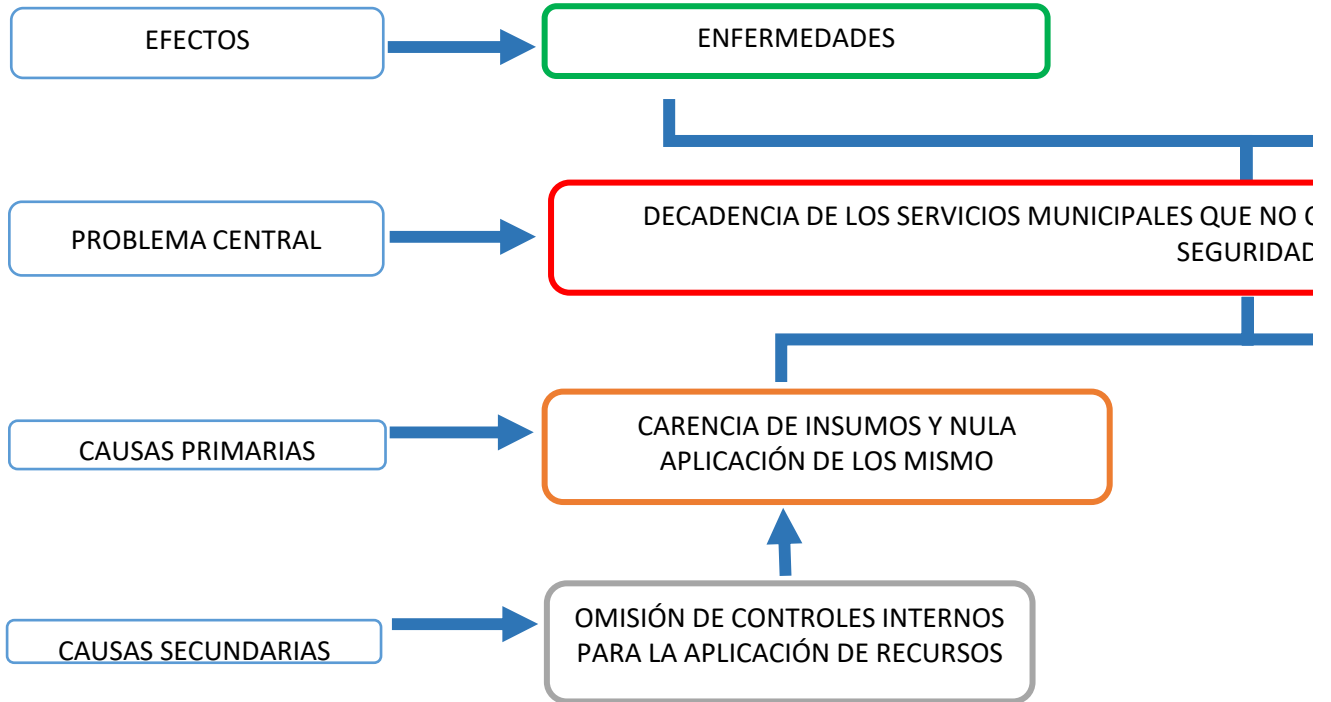 EFECTOS
ENFERMEDADES
PROBLEMA CENTRAL
DECADENCIA DE LOS SERVICIOS MUNICIPALES QUE NO
SEGURIDAD
CAUSAS PRIMARIAS
CARENCIA DE INSUMOS Y NULA
APLICACIÓN DE LOS MISMO
CAUSAS SECUNDARIAS
OMISIÓN DE CONTROLES INTERNOS
PARA LA APLICACIÓN DE RECURSOS